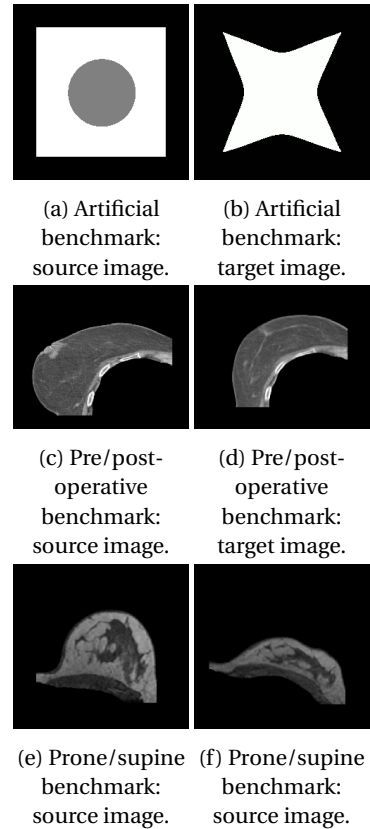 (a) Artificial
benchmark:
source image.
(b) Artificial
benchmark:
target image.
(c) Pre/post-
operative
benchmark:
source image.
(d) Pre/post-
operative
benchmark:
target image.
(e) Prone/supine
benchmark:
source image.
(f) Prone/supine
benchmark:
source image.